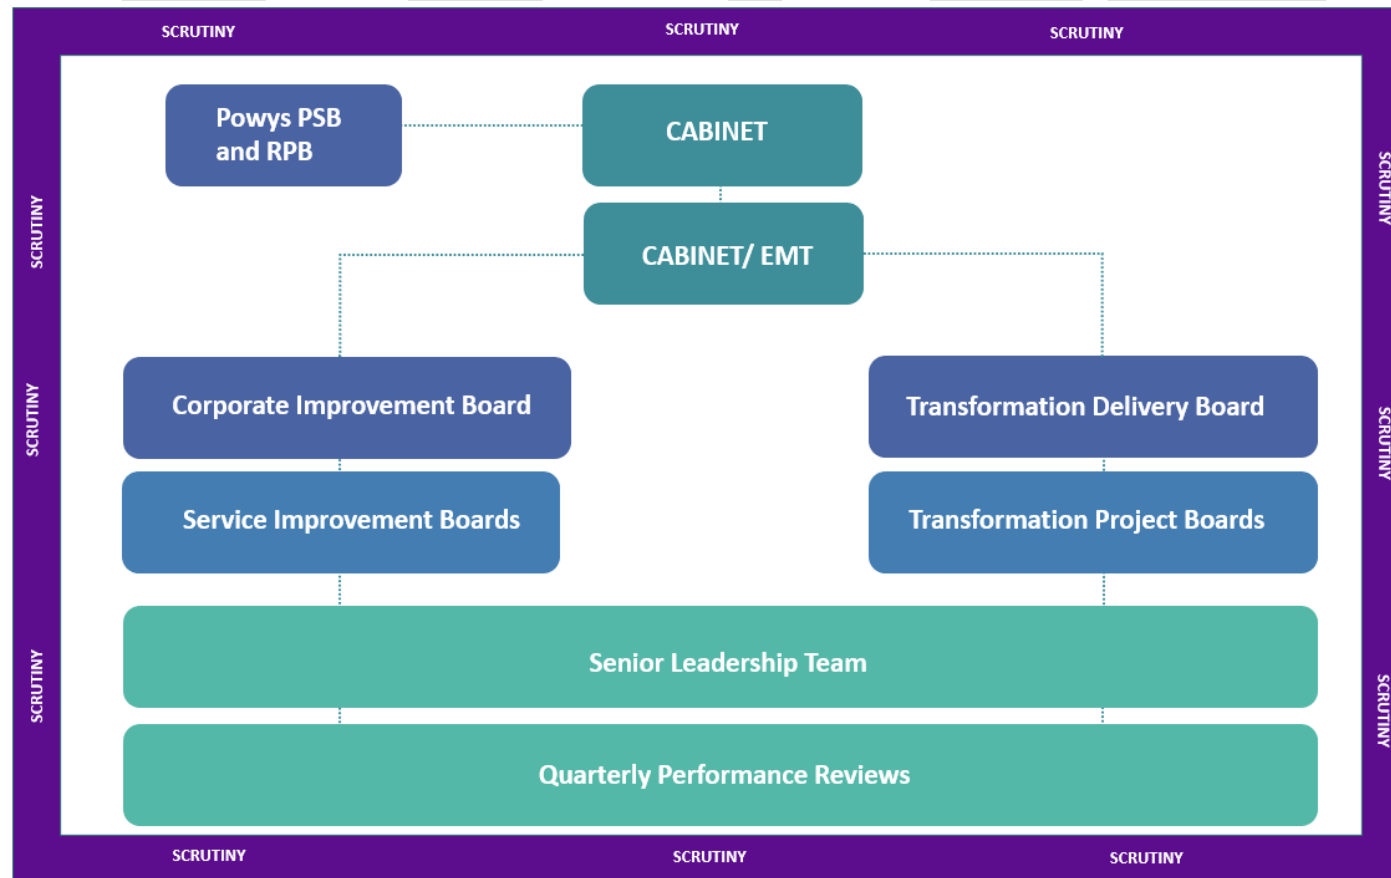 SCRUTINY
SCRUTINY
SCRUTINY
Powys PSB
and RPB
CABINET
SCRUTINY
SCRUTINY
CABINET/ EMT
Corporate Improvement Board
Transformation Delivery Board
SCRUTINY
SCRUTINY
Service Improvement Boards
Transformation Project Boards
Senior Leadership Team
SCRUTINY
SCRUTINY
Quarterly Performance Reviews
SCRUTINY
SCRUTINY
SCRUTINY